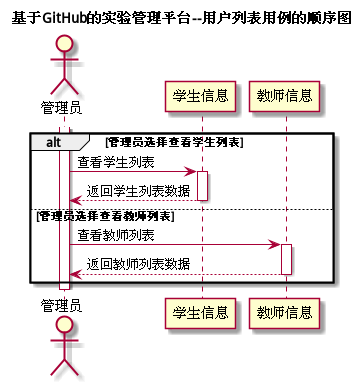 基于GitHub的实验管理平台--用户列表用例的顺序图
管理员
学生信息
教师信息
alt
[管理员选择查看学生列表]
查看学生列表
返回学生列表数据
[管理员选择查看教师列表]
查看教师列表
返回教师列表数据
管理员
学生信息
教师信息